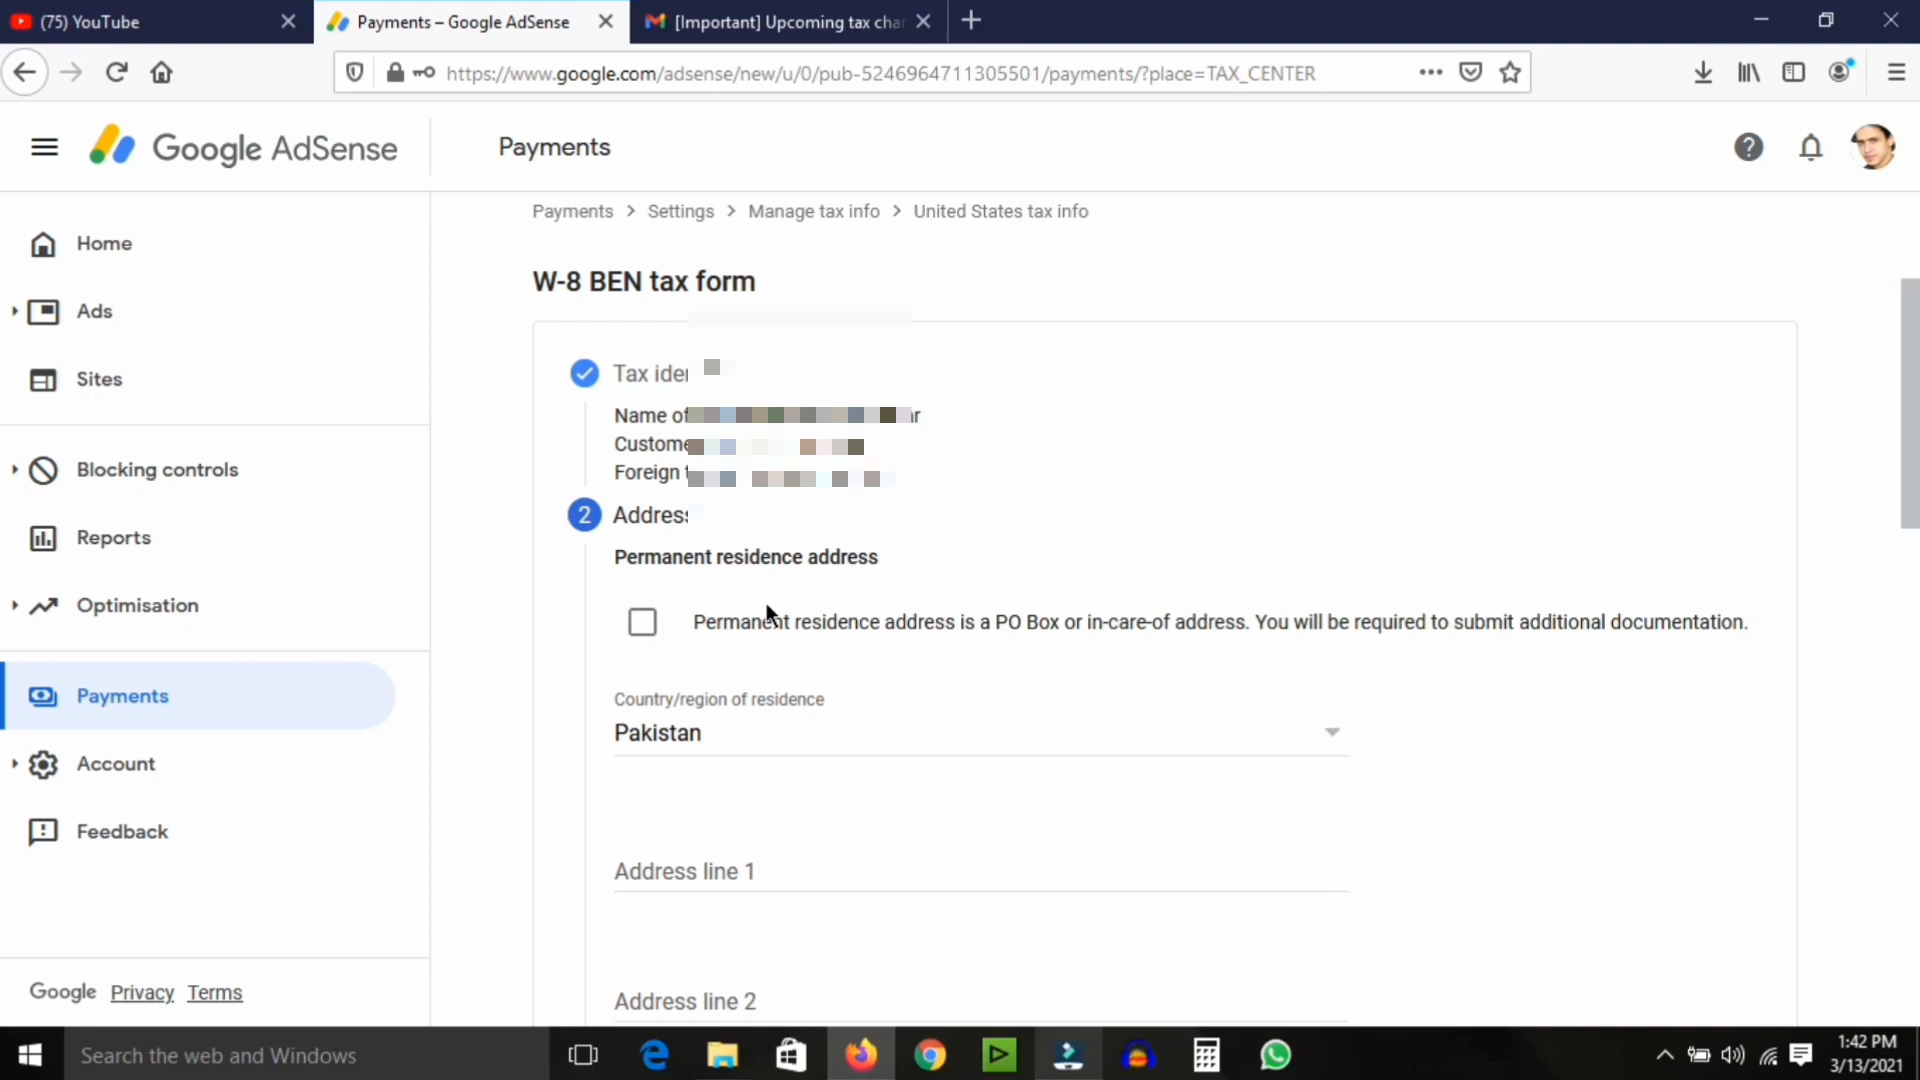 (75) YouTube
Payments – Google AdSense
[Important] Upcoming tax char
https://www.google.com/adsense/new/u/0/pub-5246964711305501/payments/?place=TAX_CENTER
Google AdSense
Payments
Home
Ads
Sites
Blocking controls
Reports
Optimisation
Payments
Account
Feedback
Google Privacy Terms
Payments > Settings > Manage tax info > United States tax info
W-8 BEN tax form
Tax ider
Name of
Custome
Foreign t
2 Address
Permanent residence address
Permanent residence address is a PO Box or in-care-of address. You will be required to submit additional documentation.
Country/region of residence
Pakistan
Address line 1
Address line 2
Search the web and Windows
1:42 PM
3/13/2021